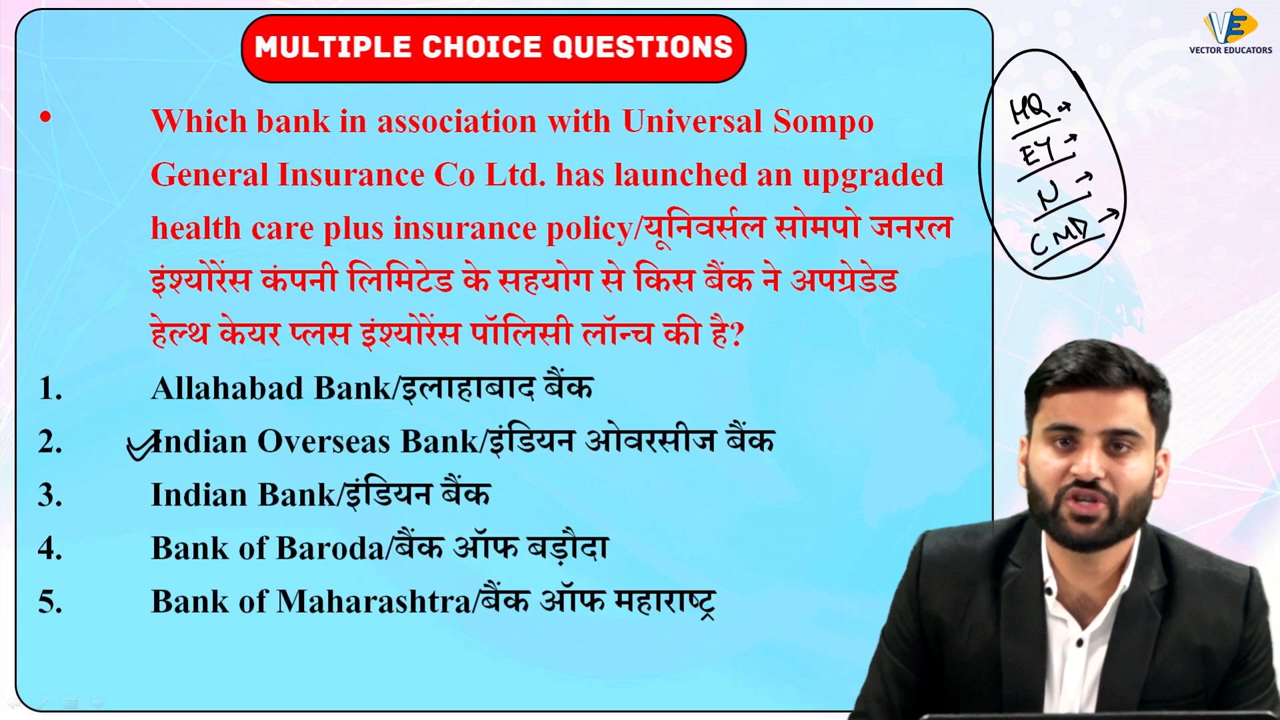 MULTIPLE CHOICE QUESTIONS
VECTOR EDUCATORS
• Which bank in association with Universal Sompo
General Insurance Co Ltd. has launched an upgraded
health care plus insurance policy/यूनिवर्सल सोमपो जनरल
इंश्योरेंस कंपनी लिमिटेड के सहयोग से किस बैंक ने अपग्रेडेड
हेल्थ केयर प्लस इंश्योरेंस पॉलिसी लॉन्च की है?
1. Allahabad Bank/इलाहाबाद बैंक
2. Indian Overseas Bank/इंडियन ओवरसीज बैंक
3. Indian Bank/इंडियन बैंक
4. Bank of Baroda/बैंक ऑफ बड़ौदा
5. Bank of Maharashtra/बैंक ऑफ महाराष्ट्र
HQ
EY
N
CMD